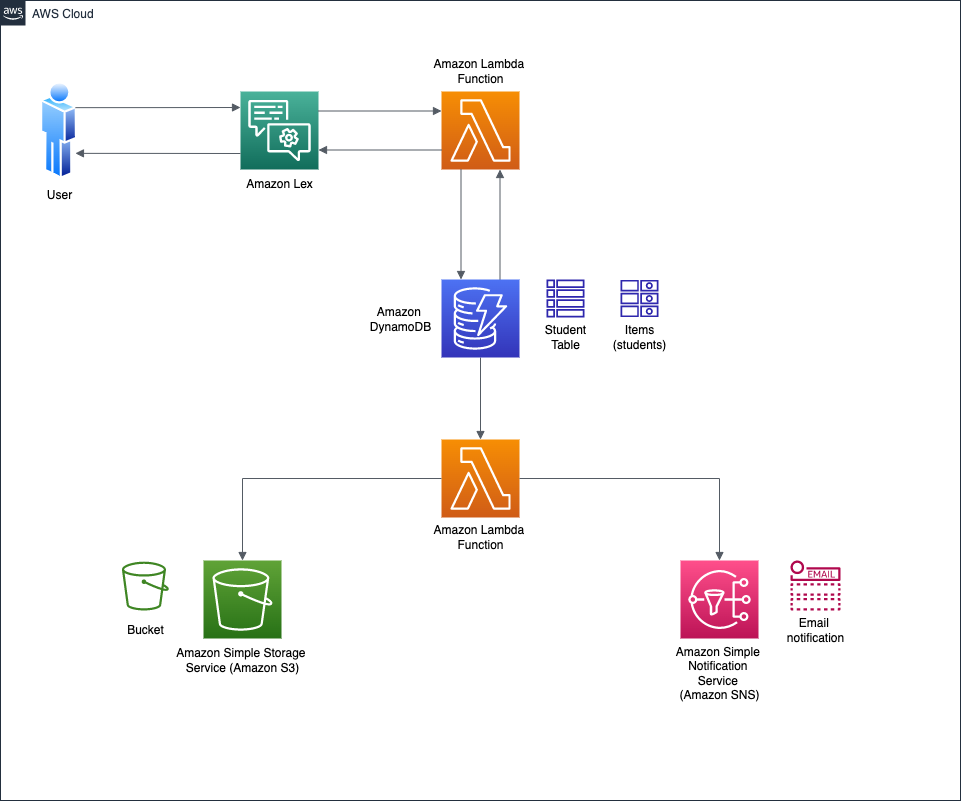 aws
AWS Cloud
Amazon Lambda
Function
User
Amazon Lex
Amazon
DynamoDB
Student
Table
Items
(students)
Amazon Lambda
Function
Bucket
Amazon Simple Storage
Service (Amazon S3)
Amazon Simple
Notification
Service
(Amazon SNS)
EMAIL
Email
notification